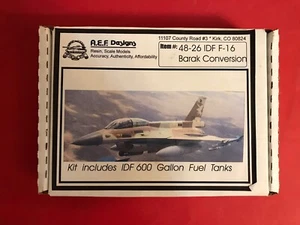 11107 County Road #3 * Kirk, CO 80824
R.E.F. Designs
Resin, Scale Models
Accuracy, Authenticity, Affordability
Item #: 48-26 IDF F-16
Barak Conversion
Kit includes IDF 600 Gallon Fuel Tanks